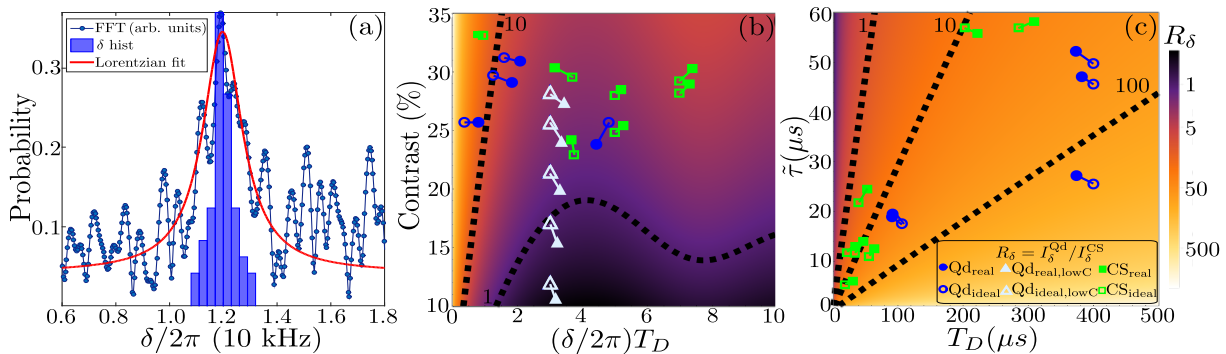 (a)
FFT (arb. units)
δ hist
Lorentzian fit
Probability
0.3
0.1
0.6 0.8 1.0 1.2 1.4 1.6 1.8
δ/2π (10 kHz)
(b)
10
1
Contrast (%)
35
30
25
20
15
10
0 2 4 6 8 10
(δ/2π)T_D
(c)
1
10
100
τ̃(μs)
60
50
40
30
20
10
0
0 100 200 300 400 500
T_D(μs)
R_δ = I_δ^Qd/I_δ^CS
Qd_real Qd_real,lowC CS_real
Qd_ideal Qd_ideal,lowC CS_ideal
R_δ
1
5
50
500